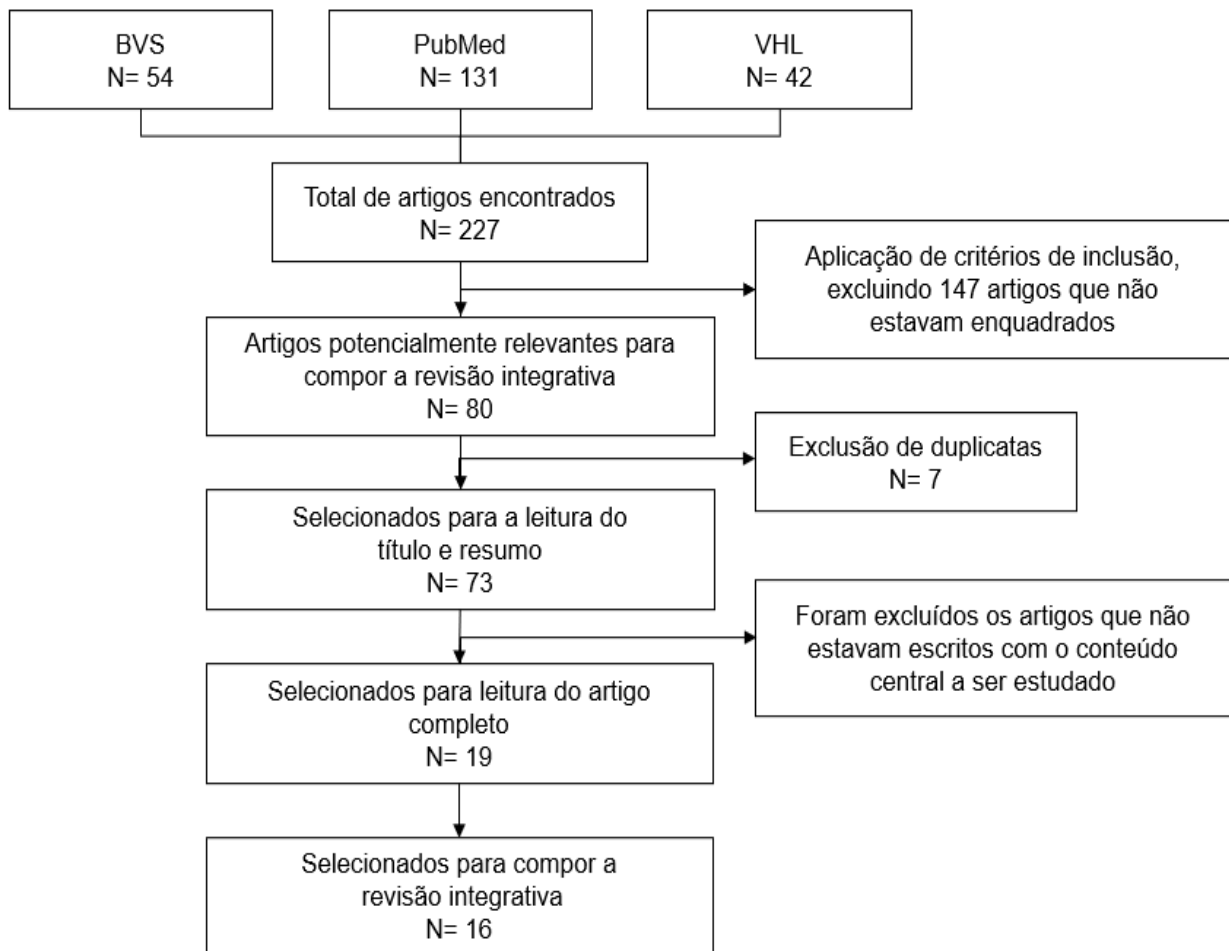 BVS
N= 54
PubMed
N= 131
VHL
N= 42
Total de artigos encontrados
N= 227
Aplicação de critérios de inclusão,
excluindo 147 artigos que não
estavam enquadrados
Artigos potencialmente relevantes para
compor a revisão integrativa
N= 80
Exclusão de duplicatas
N= 7
Selecionados para a leitura do
título e resumo
N= 73
Foram excluídos os artigos que não
estavam escritos com o conteúdo
central a ser estudado
Selecionados para leitura do artigo
completo
N= 19
Selecionados para compor a
revisão integrativa
N= 16